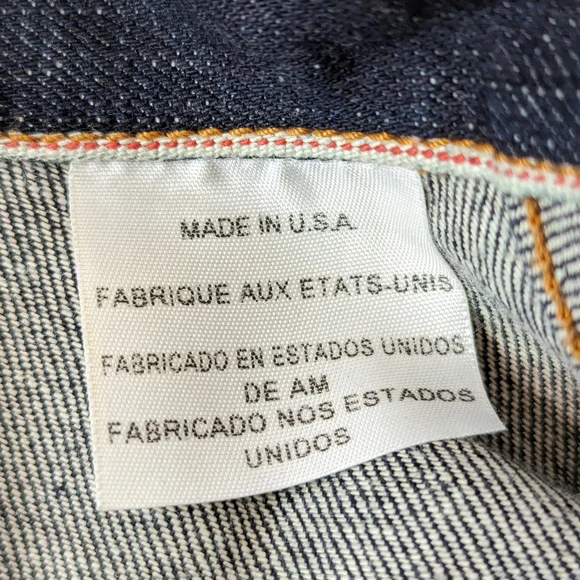 MADE IN U.S.A.
FABRIQUE AUX ETATS-UNIS
FABRICADO EN ESTADOS UNIDOS
DE AM
FABRICADO NOS ESTADOS
UNIDOS